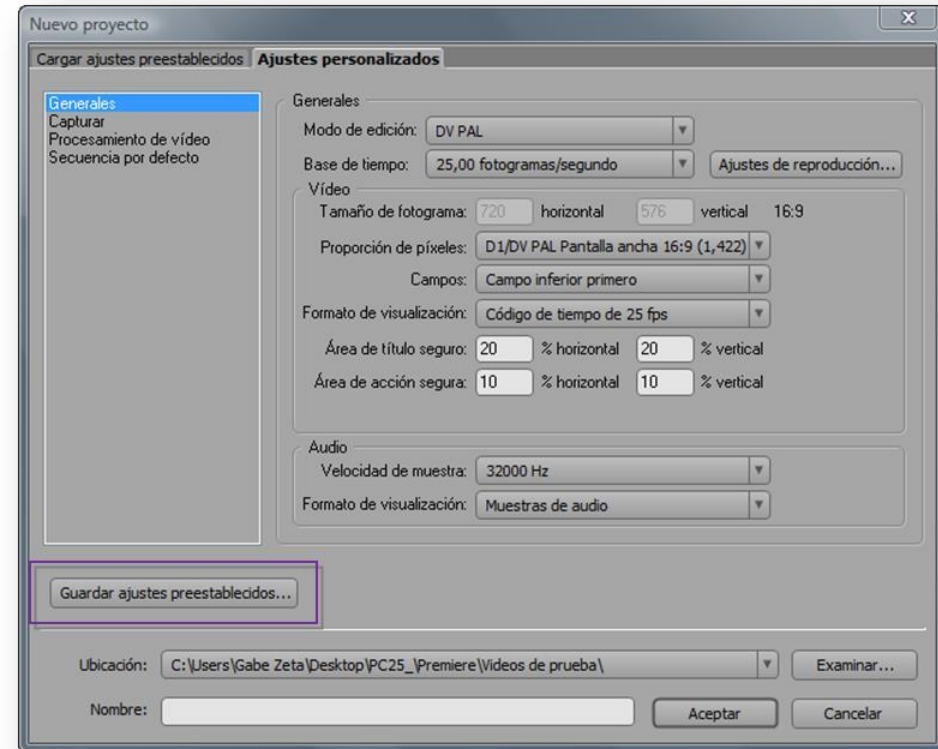 Nuevo proyecto
Cargar ajustes preestablecidos Ajustes personalizados
Generales
Capturar
Procesamiento de vídeo
Secuencia por defecto
Generales
Modo de edición: DV PAL
Base de tiempo: 25,00 fotogramas/segundo Ajustes de reproducción...
Vídeo
Tamaño de fotograma: 720 horizontal 576 vertical 16:9
Proporción de píxeles: D1/DV PAL Pantalla ancha 16:9 (1,422)
Campos: Campo inferior primero
Formato de visualización: Código de tiempo de 25 fps
Área de título seguro: 20 % horizontal 20 % vertical
Área de acción segura: 10 % horizontal 10 % vertical
Audio
Velocidad de muestra: 32000 Hz
Formato de visualización: Muestras de audio
Guardar ajustes preestablecidos...
Ubicación: C:\Users\Gabe Zeta\Desktop\PC25_\Premiere\Videos de prueba\ Examinar...
Nombre: Aceptar Cancelar